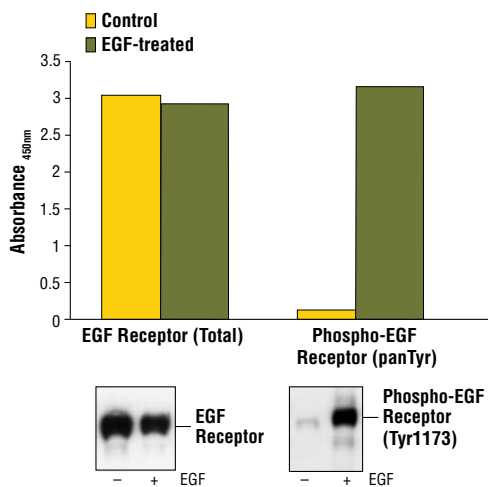 Control
EGF-treated
3.5
3
2.5
2
1.5
1
0.5
0
Absorbance 450nm
EGF Receptor (Total)
Phospho-EGF
Receptor (panTyr)
EGF
Receptor
Phospho-EGF
Receptor
(Tyr1173)
– + EGF
– + EGF